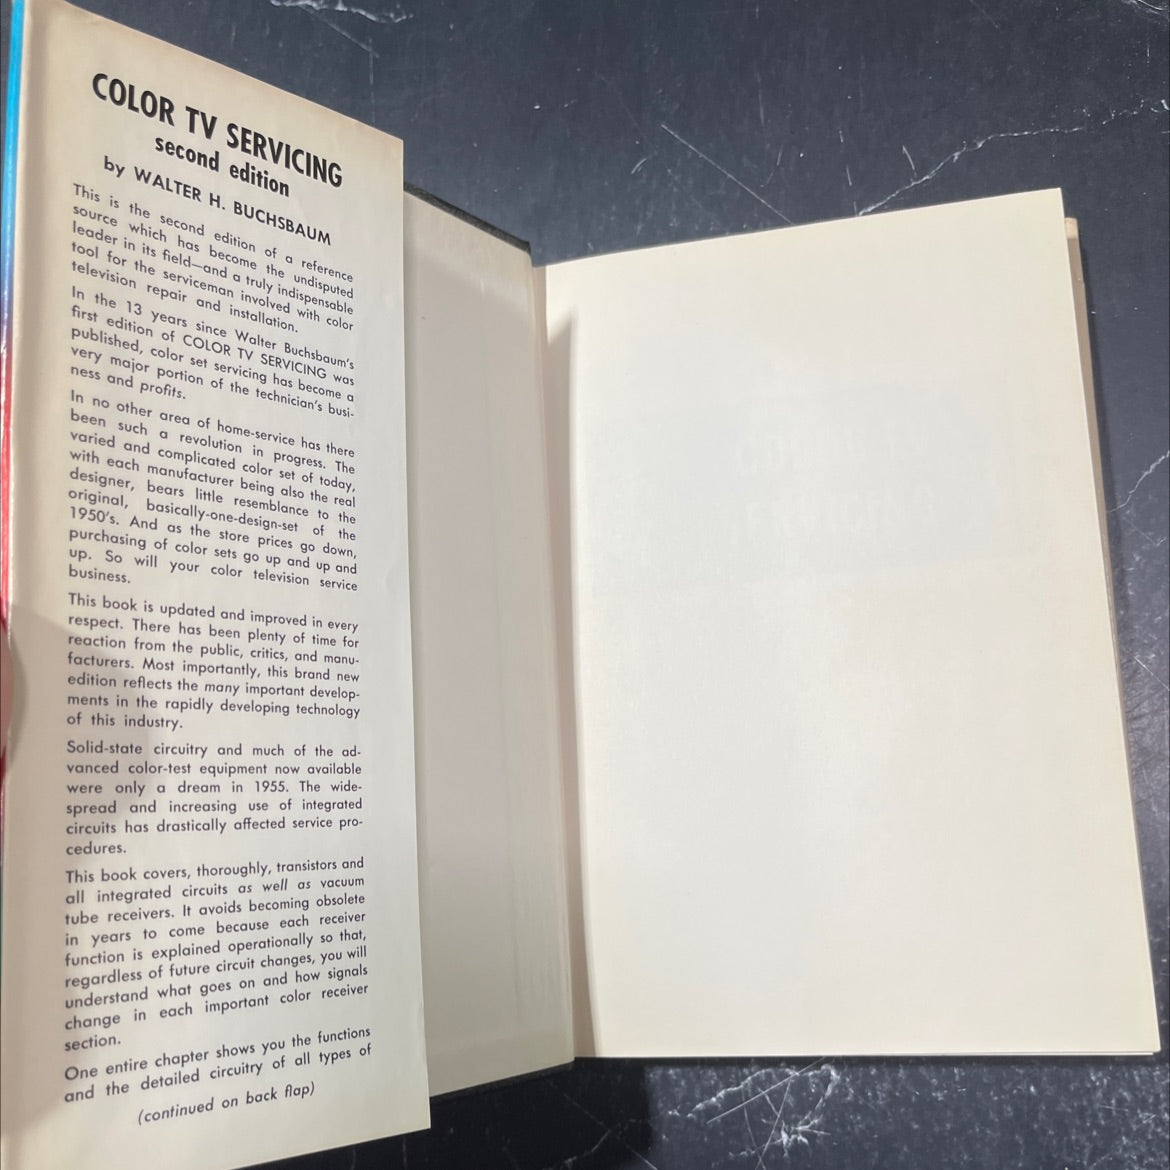 COLOR TV SERVICING
second edition
by WALTER H. BUCHSBAUM
This is the second edition of a reference
source which has become the undisputed
leader in its field—and a truly indispensable
tool for the serviceman involved with color
television repair and installation.
In the 13 years since Walter Buchsbaum's
first edition of COLOR TV SERVICING was
published, color set servicing has become a
very major portion of the technician's busi-
ness and profits.
In no other area of home-service has there
been such a revolution in progress. The
varied and complicated color set of today,
with each manufacturer being also the real
designer, bears little resemblance to the
original, basically-one-design-set of the
1950's. And as the store prices go down,
purchasing of color sets go up and up and
up. So will your color television service
business.
This book is updated and improved in every
respect. There has been plenty of time for
reaction from the public, critics, and manu-
facturers. Most importantly, this brand new
edition reflects the many important develop-
ments in the rapidly developing technology
of this industry.
Solid-state circuitry and much of the ad-
vanced color-test equipment now available
were only a dream in 1955. The wide-
spread and increasing use of integrated
circuits has drastically affected service pro-
cedures.
This book covers, thoroughly, transistors and
all integrated circuits as well as vacuum
tube receivers. It avoids becoming obsolete
in years to come because each receiver
function is explained operationally so that,
regardless of future circuit changes, you will
understand what goes on and how signals
change in each important color receiver
section.
One entire chapter shows you the functions
and the detailed circuitry of all types of
(continued on back flap)